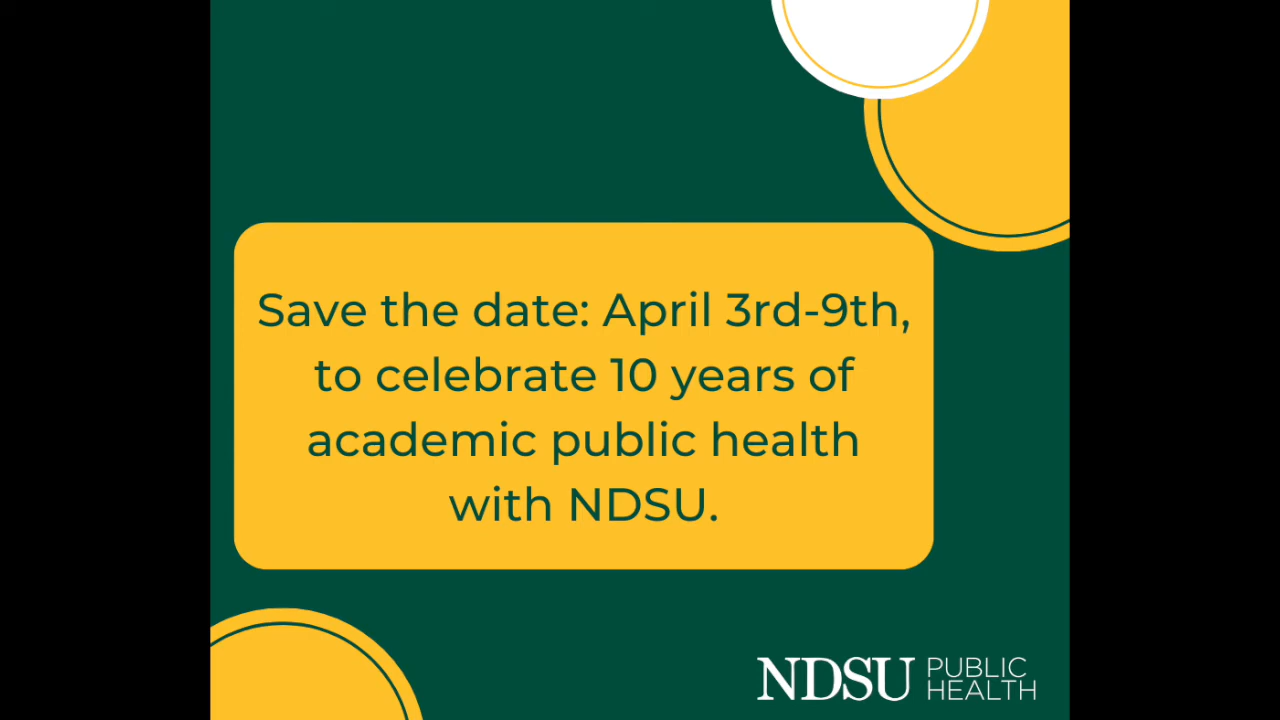 Save the date: April 3rd-9th,
to celebrate 10 years of
academic public health
with NDSU.
NDSU PUBLIC
HEALTH